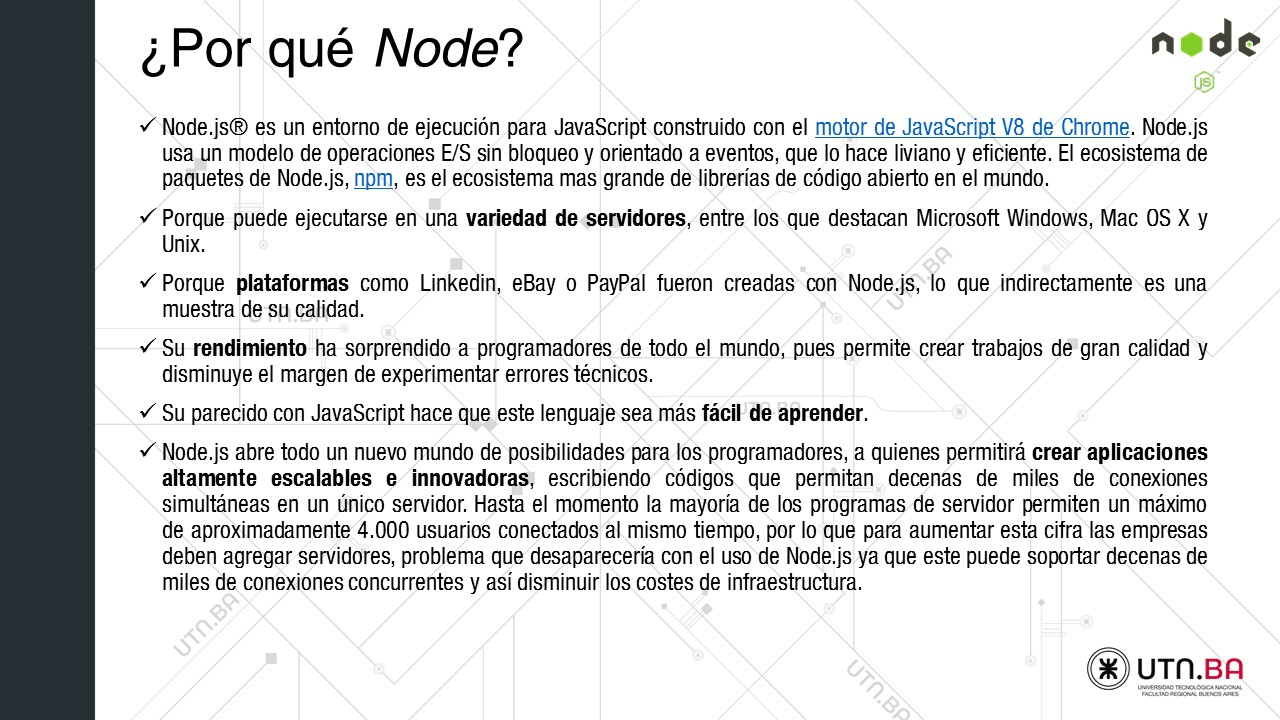 ¿Por qué Node?
node
JS
✓ Node.js® es un entorno de ejecución para JavaScript construido con el motor de JavaScript V8 de Chrome. Node.js
usa un modelo de operaciones E/S sin bloqueo y orientado a eventos, que lo hace liviano y eficiente. El ecosistema de
paquetes de Node.js, npm, es el ecosistema mas grande de librerías de código abierto en el mundo.
✓ Porque puede ejecutarse en una variedad de servidores, entre los que destacan Microsoft Windows, Mac OS X y
Unix.
✓ Porque plataformas como Linkedin, eBay o PayPal fueron creadas con Node.js, lo que indirectamente es una
muestra de su calidad.
✓ Su rendimiento ha sorprendido a programadores de todo el mundo, pues permite crear trabajos de gran calidad y
disminuye el margen de experimentar errores técnicos.
✓ Su parecido con JavaScript hace que este lenguaje sea más fácil de aprender.
✓ Node.js abre todo un nuevo mundo de posibilidades para los programadores, a quienes permitirá crear aplicaciones
altamente escalables e innovadoras, escribiendo códigos que permitan decenas de miles de conexiones
simultáneas en un único servidor. Hasta el momento la mayoría de los programas de servidor permiten un máximo
de aproximadamente 4.000 usuarios conectados al mismo tiempo, por lo que para aumentar esta cifra las empresas
deben agregar servidores, problema que desaparecería con el uso de Node.js ya que este puede soportar decenas de
miles de conexiones concurrentes y así disminuir los costes de infraestructura.
UTN.BA
UTN.BA
UTN.BA
UTN.BA
UTN.BA
UTN.BA
UNIVERSIDAD TECNOLÓGICA NACIONAL
FACULTAD REGIONAL BUENOS AIRES